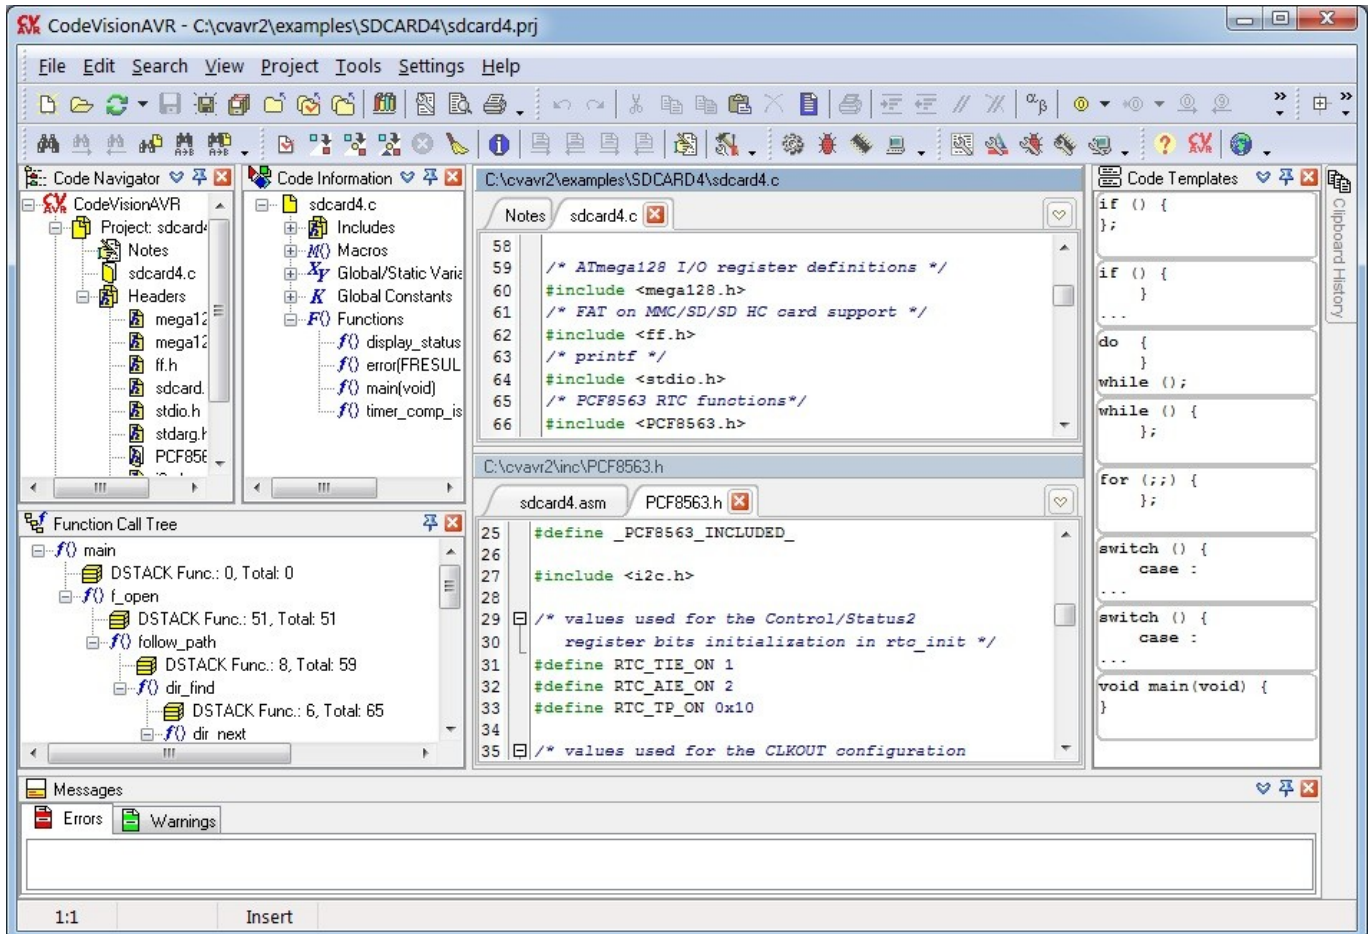 CodeVisionAVR - C:\cvavr2\examples\SDCARD4\sdcard4.prj
File Edit Search View Project Tools Settings Help
Code Navigator
CodeVisionAVR
Project: sdcard4
Notes
sdcard4.c
Headers
mega12
mega12
ff.h
sdcard.
stdio.h
stdarg.h
PCF856
Code Information
sdcard4.c
Includes
M() Macros
XY Global/Static Varia
K Global Constants
F() Functions
f() display_status
f() error(FRESUL
f() main(void)
f() timer_comp_is
Function Call Tree
f() main
DSTACK Func.: 0, Total: 0
f() f_open
DSTACK Func.: 51, Total: 51
f() follow_path
DSTACK Func.: 8, Total: 59
f() dir_find
DSTACK Func.: 6, Total: 65
f() dir_next
C:\cvavr2\examples\SDCARD4\sdcard4.c
Notes sdcard4.c
58
59 /* ATmega128 I/O register definitions */
60 #include <mega128.h>
61 /* FAT on MMC/SD/SD HC card support */
62 #include <ff.h>
63 /* printf */
64 #include <stdio.h>
65 /* PCF8563 RTC functions*/
66 #include <PCF8563.h>
C:\cvavr2\inc\PCF8563.h
sdcard4.asm PCF8563.h
25 #define _PCF8563_INCLUDED_
26
27 #include <i2c.h>
28
29 /* values used for the Control/Status2
30 register bits initialization in rtc_init */
31 #define RTC_TIE_ON 1
32 #define RTC_AIE_ON 2
33 #define RTC_TP_ON 0x10
34
35 /* values used for the CLKOUT configuration
Code Templates
if () {
};
if () {
}
...
do {
}
while ();
while () {
};
for (;;) {
};
switch () {
case :
...
switch () {
case :
...
void main(void) {
}
Clipboard History
Messages
Errors Warnings
1:1 Insert